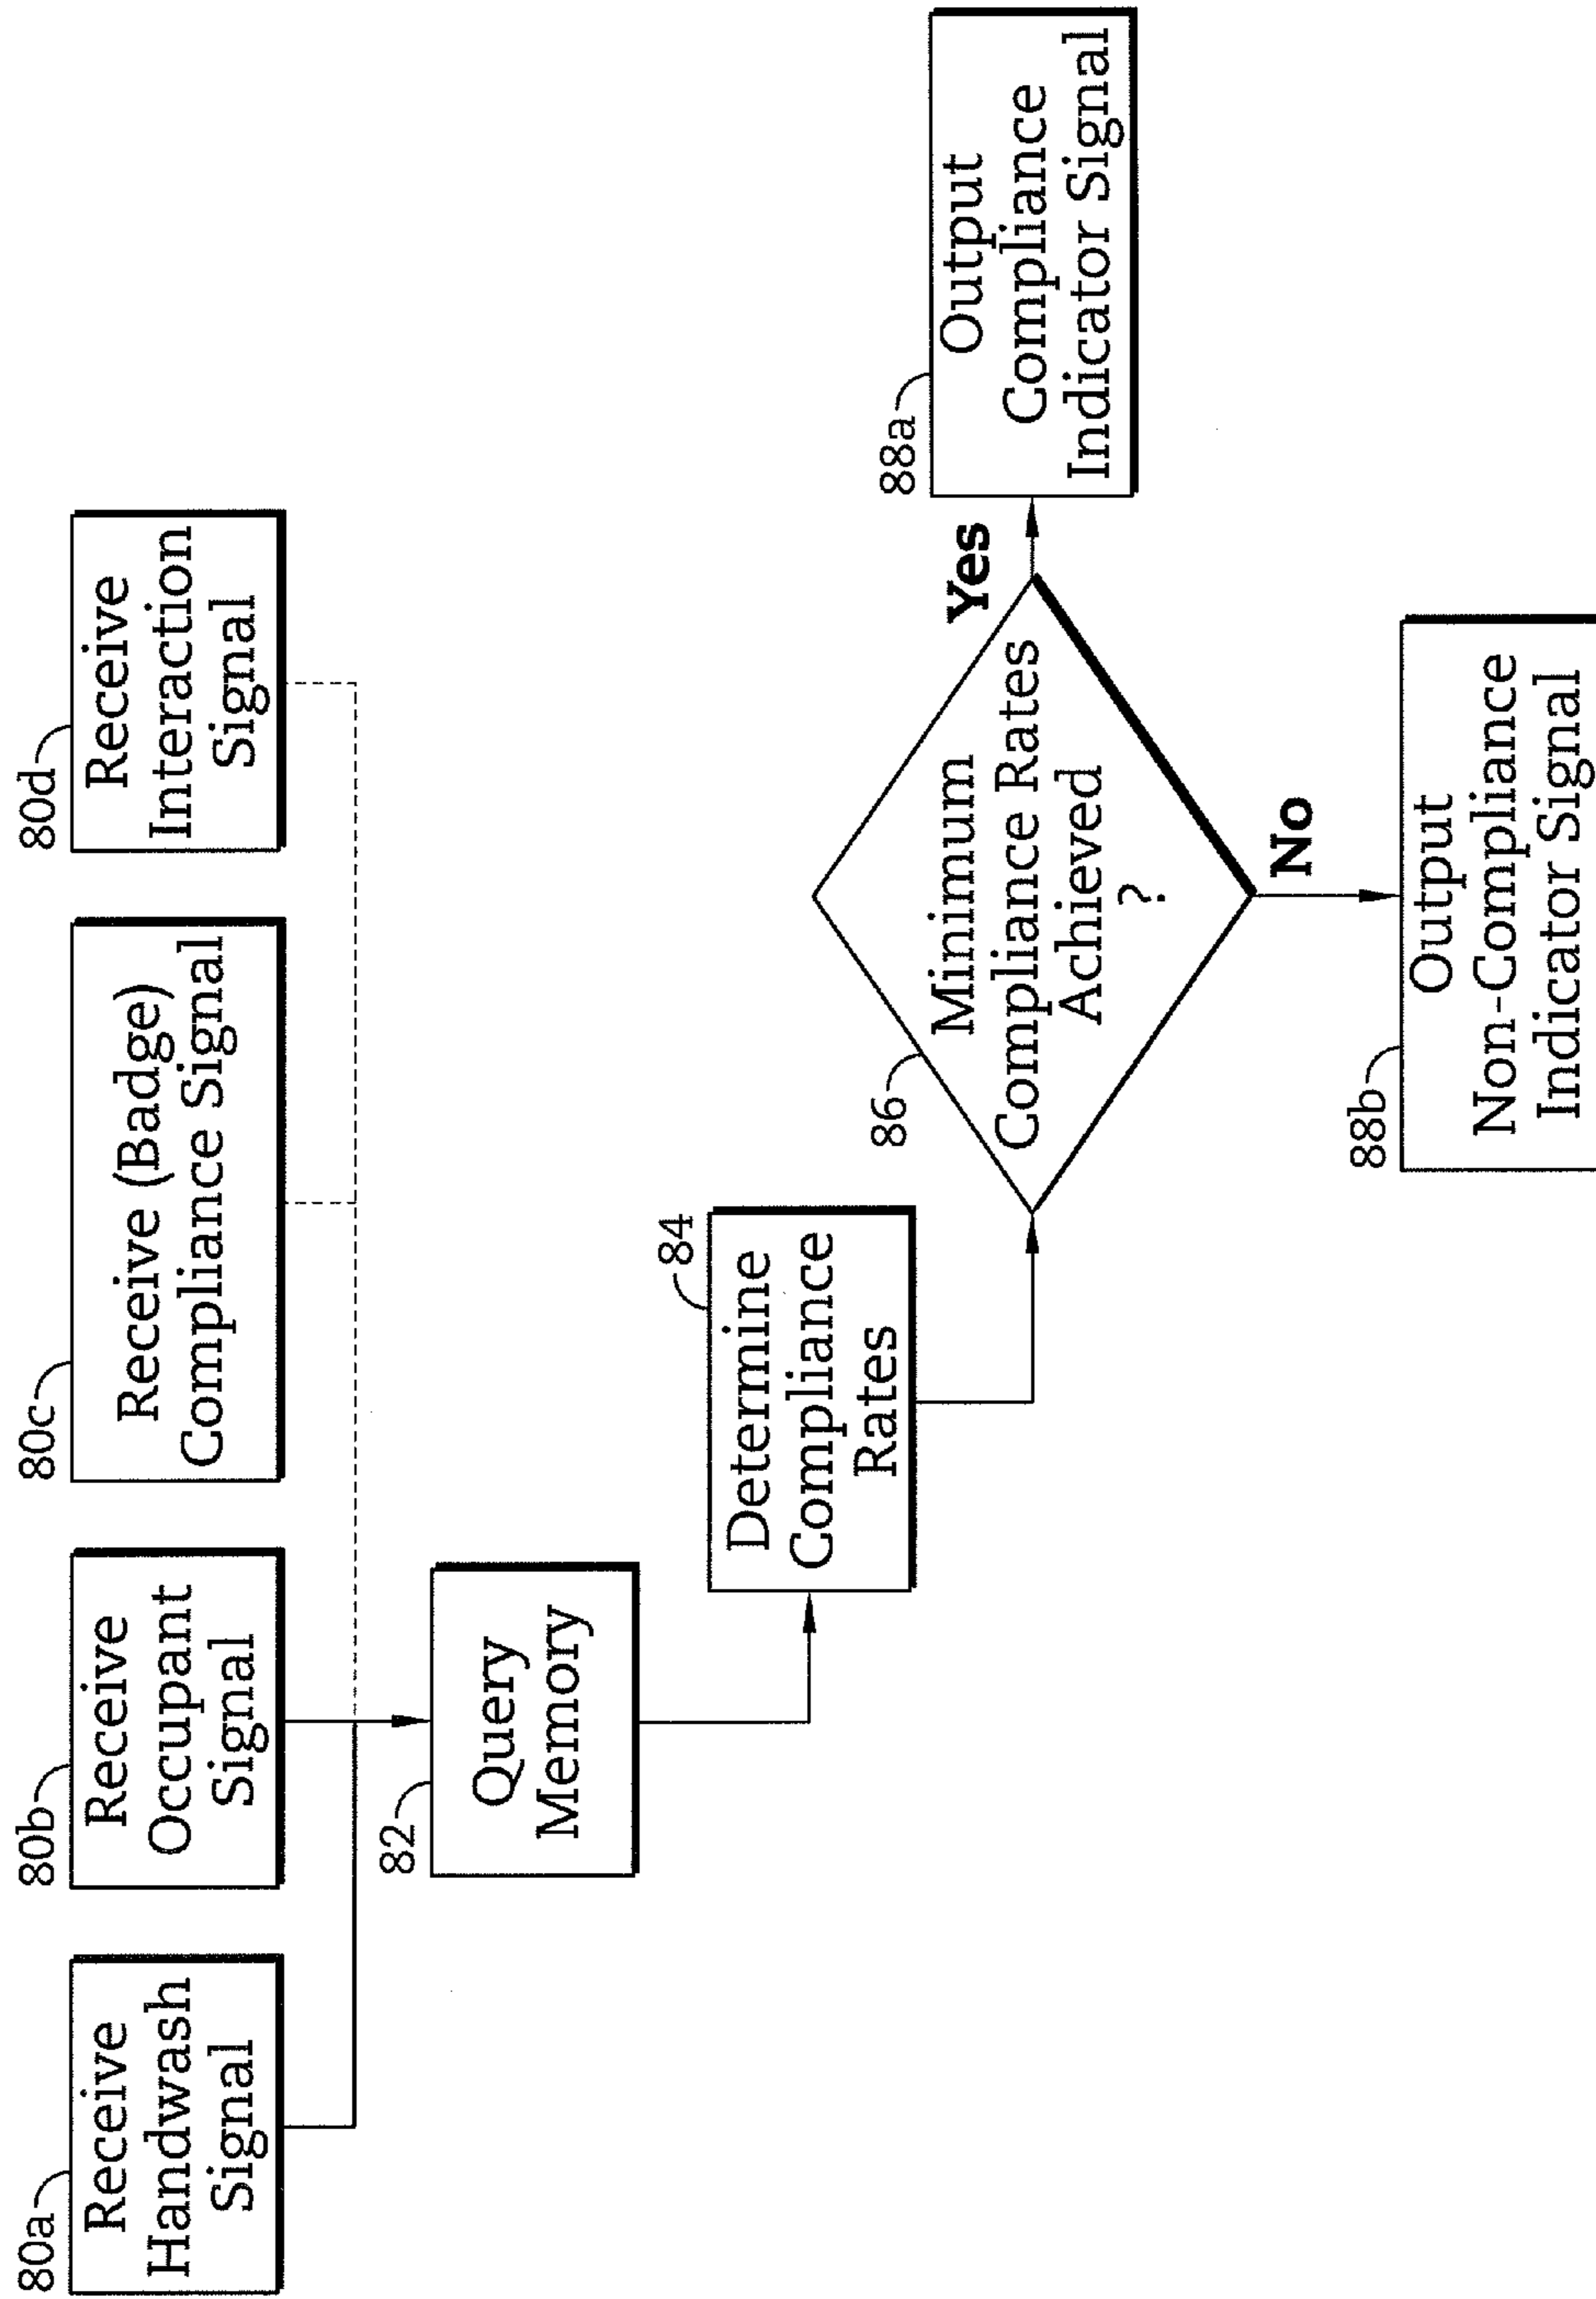 80a
Receive
Handwash
Signal
80b
Receive
Occupant
Signal
80c
Receive (Badge)
Compliance Signal
80d
Receive
Interaction
Signal
82
Query
Memory
84
Determine
Compliance
Rates
86
Minimum
Compliance Rates
Achieved
?
Yes
88a
Output
Compliance
Indicator Signal
No
88b
Output
Non-Compliance
Indicator Signal